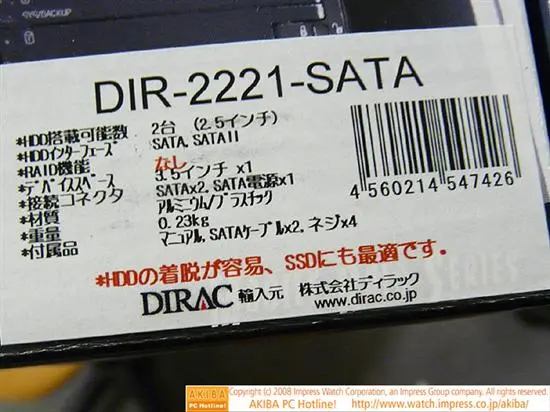 SYS/BACKUP
DIR-2221-SATA
*HDD搭載可能数 2台 (2.5インチ)
*HDDインターフェーズ SATA, SATAII
*RAID機能 なし
*デバイススペース 3.5インチ x1
*接続コネクタ SATAx2, SATA電源x1
*材質 アルミウム/プラスチック
*重量 0.23kg
*付属品 マニュアル, SATAケーブルx2, ネジx4
4 560214 547426
*HDDの着脱が容易、SSDにも最適です。
DIRAC 輸入元 株式会社ディラック
www.dirac.co.jp
SERIES
AKIBA PC Hotline!
Copyright (c) 2008 Impress Watch Corporation, an Impress Group company. All rights reserved.
AKIBA PC Hotline! http://www.watch.impress.co.jp/akiba/